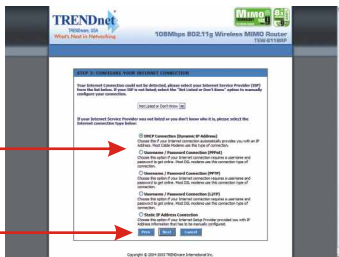 TRENDnet
TRENDware, USA
What's Next in Networking
MIMO
108Mbps 802.11g Wireless MIMO Router
TEW-611BRP
STEP 3: CONFIGURE YOUR INTERNET CONNECTION
Your Internet Connection could not be detected, please select your Internet Service Provider (ISP)
from the list below. If your ISP is not listed, select the "Not Listed or Don't Know" option to manually
configure your connection.
Not Listed or Don't Know
If your Internet Service Provider was not listed or you don't know who it is, please select the
Internet connection type below:
DHCP Connection (Dynamic IP Address)
Choose this if your Internet connection automatically provides you with an IP
Address. Most Cable Modems use this type of connection.
Username / Password Connection (PPPoE)
Choose this option if your Internet connection requires a username and
password to get online. Most DSL modems use this connection type of
connection.
Username / Password Connection (PPTP)
Choose this option if your Internet connection requires a username and
password to get online. Most DSL modems use this connection type of
connection.
Username / Password Connection (L2TP)
Choose this option if your Internet connection requires a username and
password to get online. Most DSL modems use this connection type of
connection.
Static IP Address Connection
Choose this option if your Internet Setup Provider provided you with IP
Address information that has to be manually configured.
Prev Next Cancel
Copyright © 2004-2005 TRENDware International Inc.